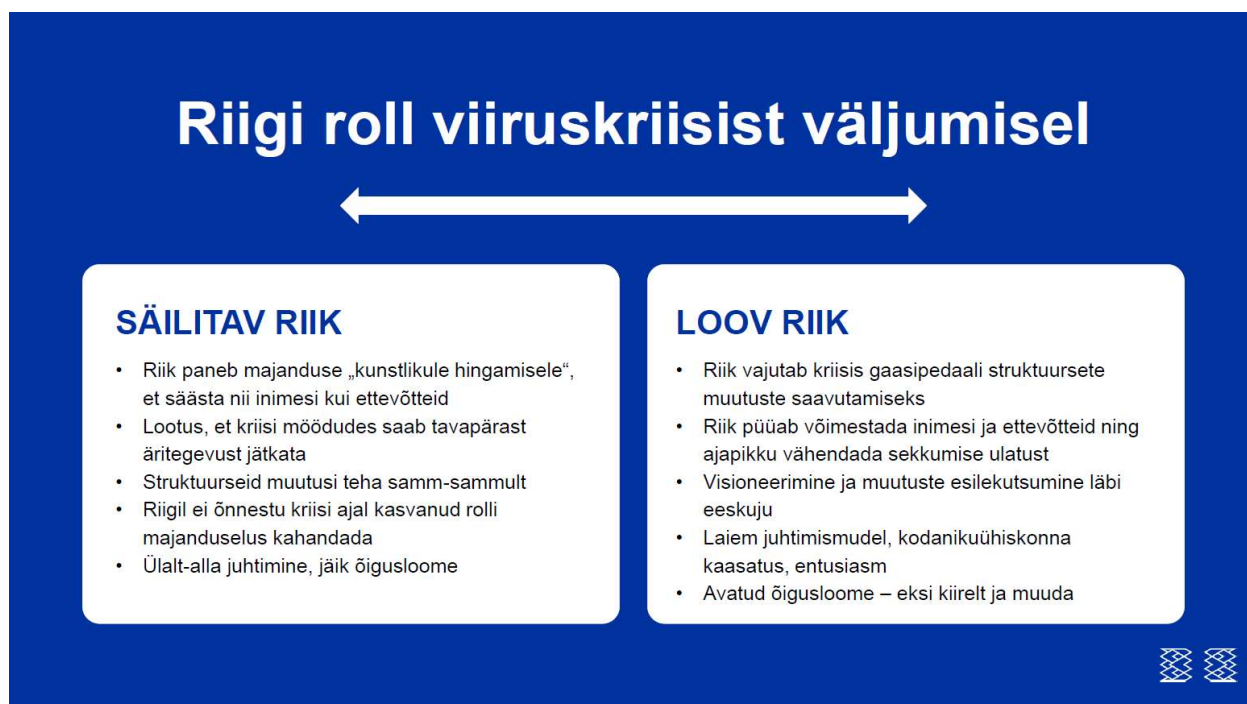 Riigi roll viiruskriisist väljumisel
SÄILITAV RIIK
• Riik paneb majanduse „kunstlikule hingamisele“,
et säästa nii inimesi kui ettevõtteid
• Lootus, et kriisi möödudes saab tavapärast
äritegevust jätkata
• Struktuurseid muutusi teha samm-sammult
• Riigil ei õnnestu kriisi ajal kasvanud rolli
majanduselus kahandada
• Ülalt-alla juhtimine, jäik õigusloome
LOOV RIIK
• Riik vajutab kriisis gaasipedaali struktuursete
muutuste saavutamiseks
• Riik püüab võimestada inimesi ja ettevõtteid ning
ajapikku vähendada sekkumise ulatust
• Visioneerimine ja muutuste esilekutsumine läbi
eeskuju
• Laiem juhtimismudel, kodanikuühiskonna
kaasatus, entusiasm
• Avatud õigusloome – eksi kiirelt ja muuda